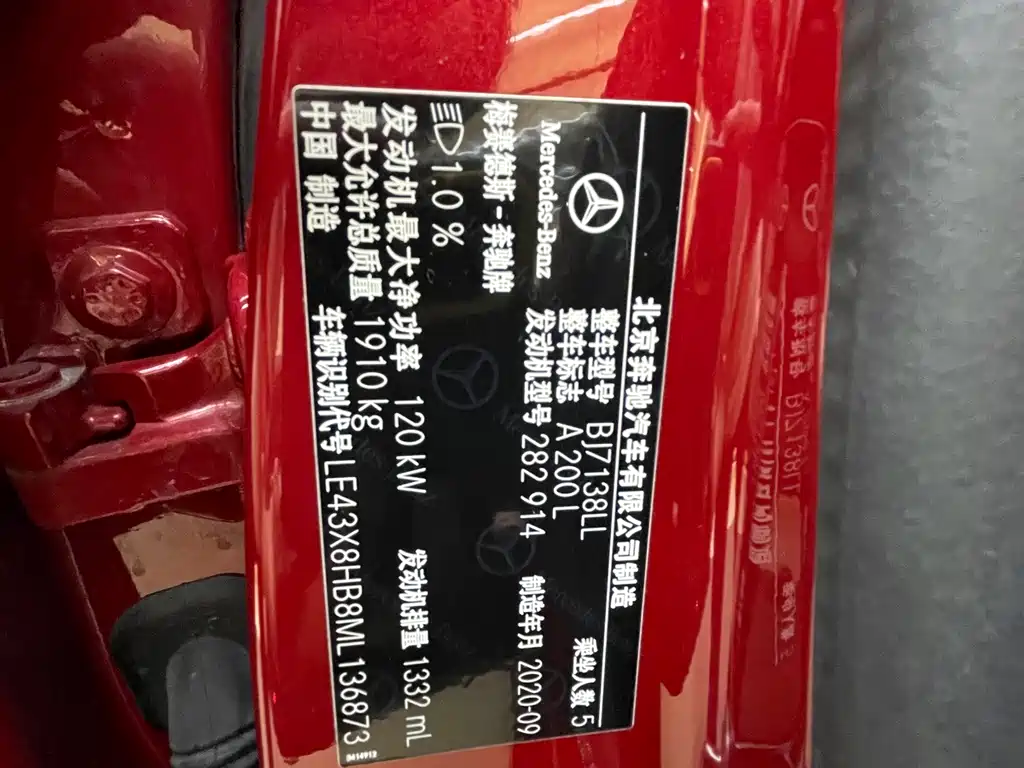 北京奔驰汽车有限公司制造
Mercedes-Benz
整车型号 BJ7138LL 乘坐人数 5
整车标志 A 200 L
梅赛德斯-奔驰牌 发动机型号 282 914 制造年月 2020-09
1.0 %
发动机最大净功率 120 kW 发动机排量 1332 mL
最大允许总质量 1910 kg
中国 制造 车辆识别代号 LE43X8HB8ML136873